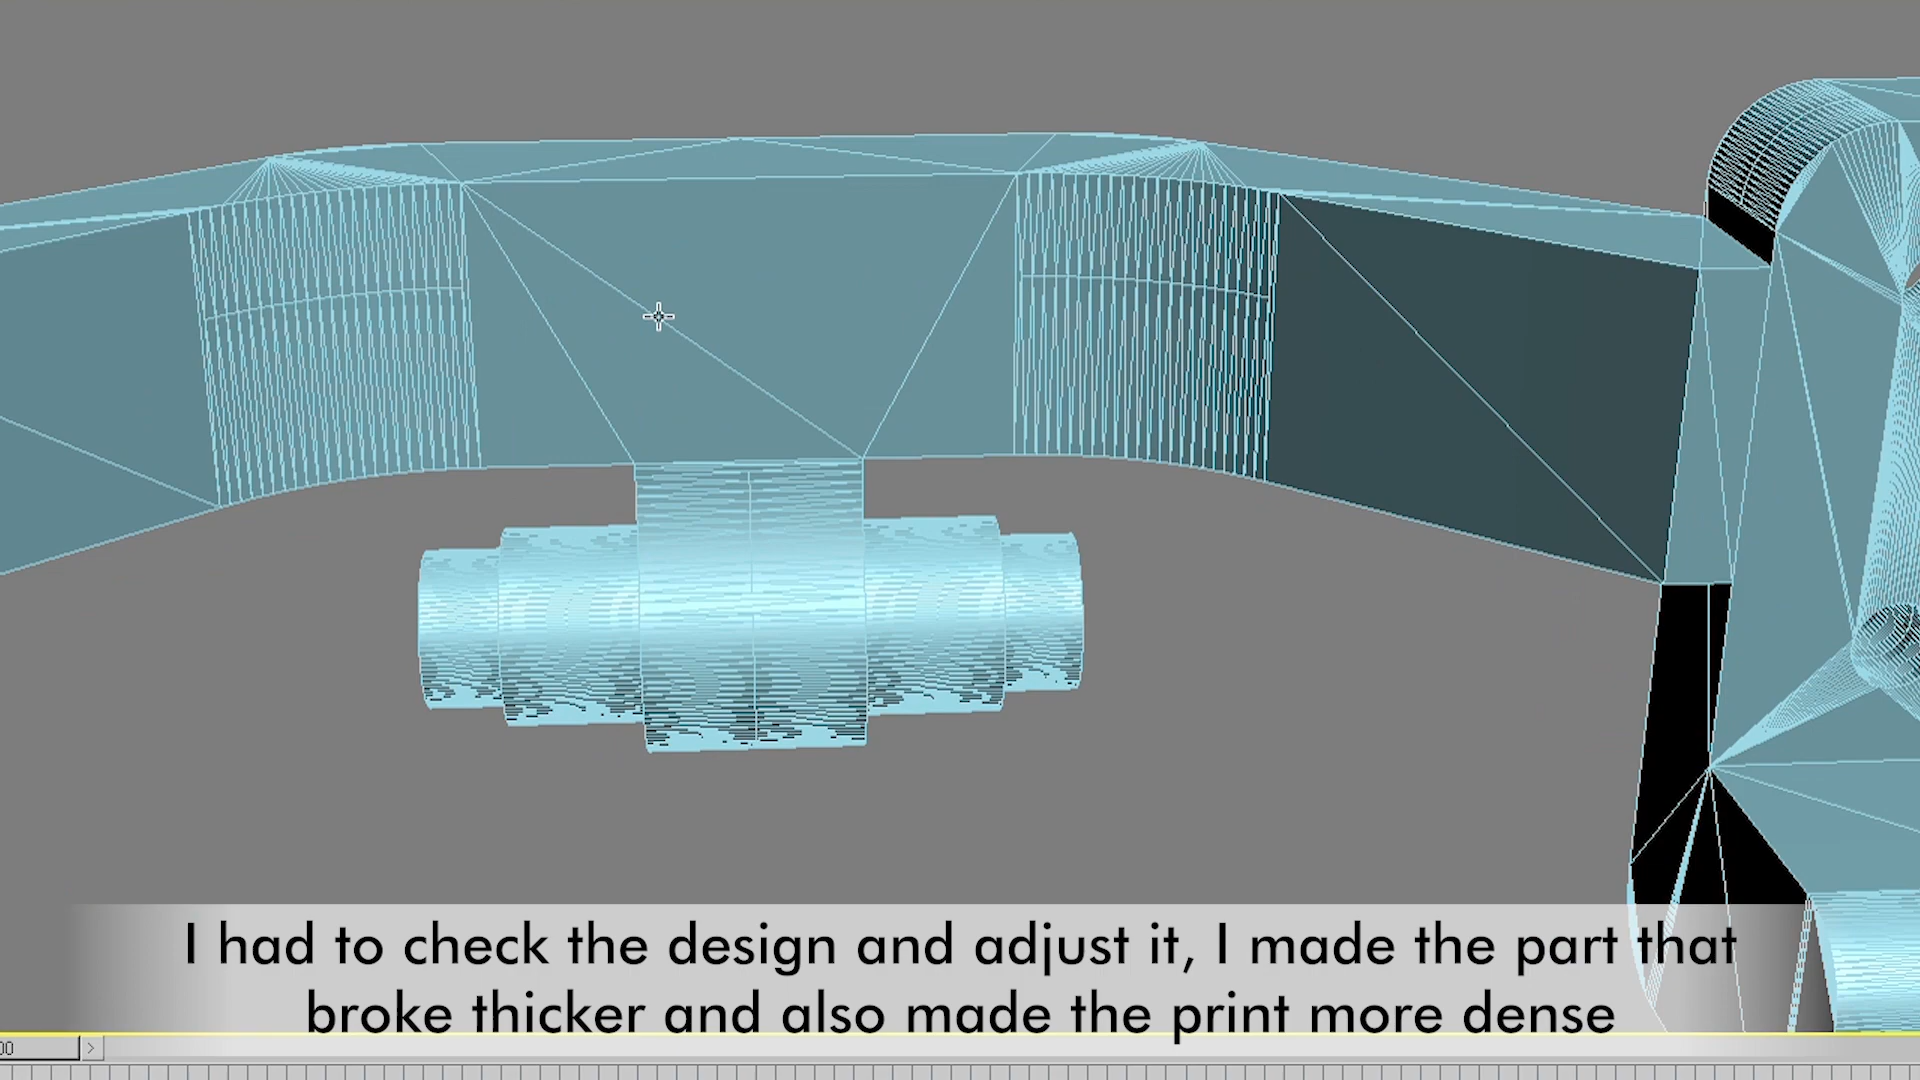 I had to check the design and adjust it, I made the part that
broke thicker and also made the print more dense
00